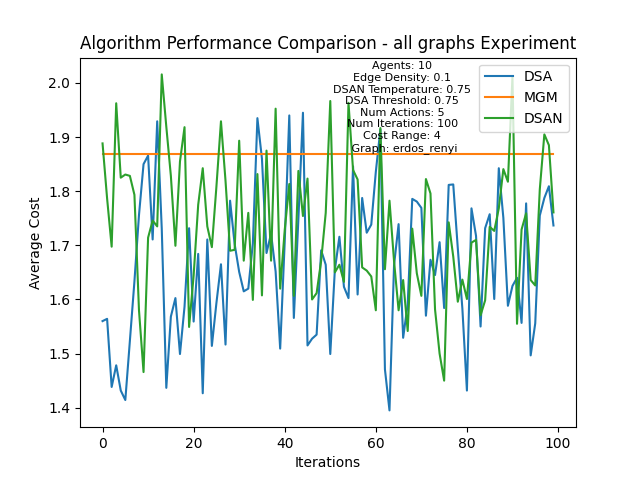 Algorithm Performance Comparison - all graphs Experiment
Agents: 10
Edge Density: 0.1
DSAN Temperature: 0.75
DSA Threshold: 0.75
Num Actions: 5
Num Iterations: 100
Cost Range: 4
Graph: erdos_renyi
DSA
MGM
DSAN
2.0
1.9
1.8
1.7
1.6
1.5
1.4
Average Cost
0
20
40
60
80
100
Iterations